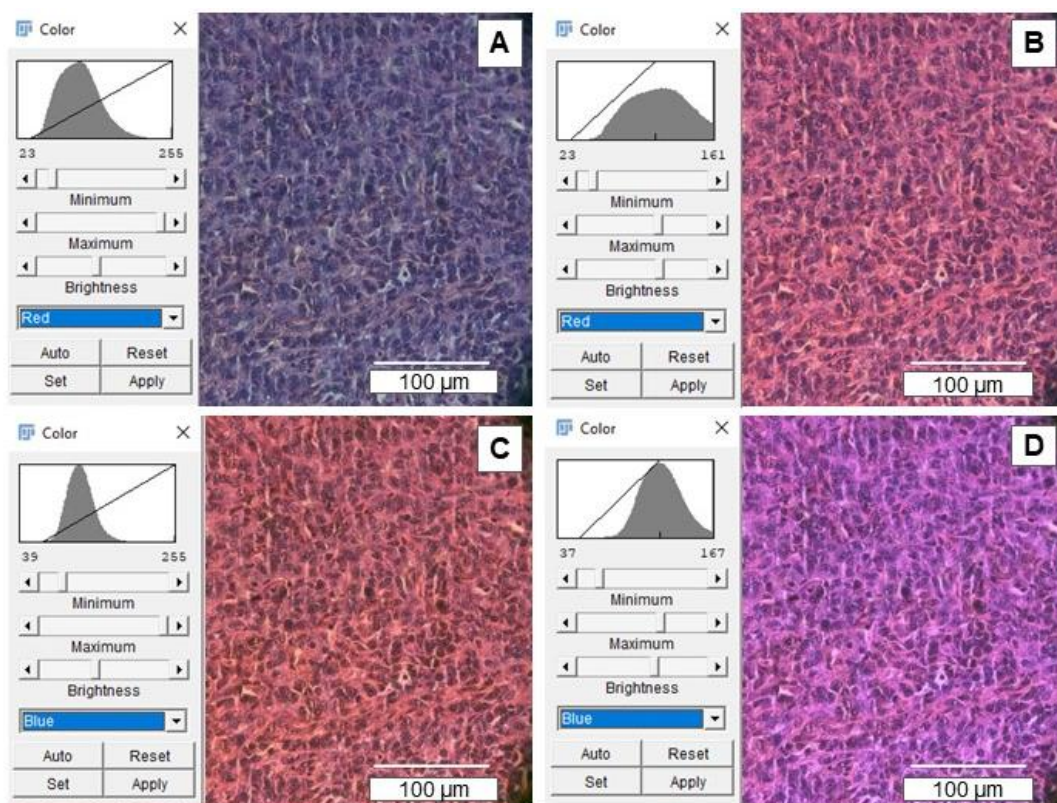 Color
A
23 255
Minimum
Maximum
Brightness
Red
Auto Reset
Set Apply
100 µm
Color
B
23 161
Minimum
Maximum
Brightness
Red
Auto Reset
Set Apply
100 µm
Color
C
39 255
Minimum
Maximum
Brightness
Blue
Auto Reset
Set Apply
100 µm
Color
D
37 167
Minimum
Maximum
Brightness
Blue
Auto Reset
Set Apply
100 µm